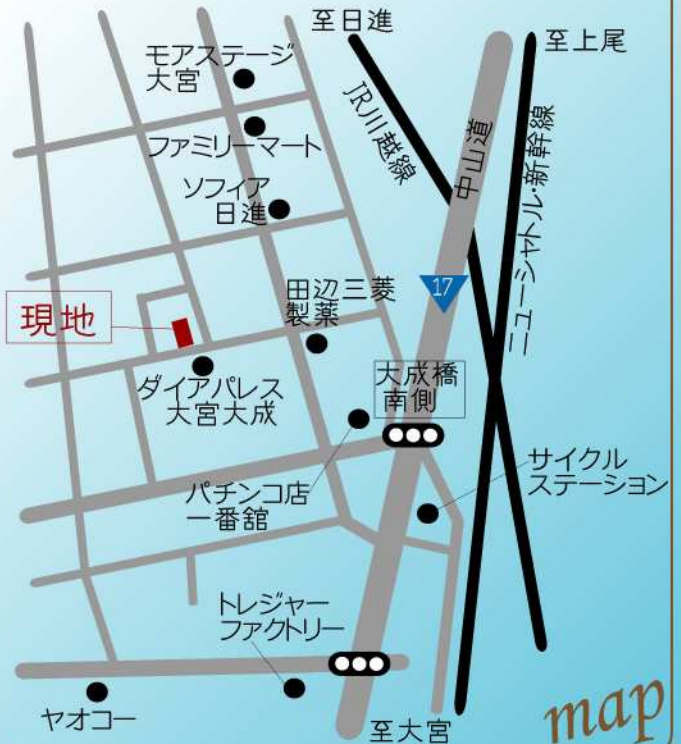 至日進
至上尾
モアステージ
大宮
JR川越線
中山道
ファミリーマート
ニューシャトル・新幹線
ソフィア
日進
17
田辺三菱
製薬
現地
大成橋
南側
ダイアパレス
大宮大成
サイクル
ステーション
パチンコ店
一番舘
トレジャー
ファクトリー
ヤオコー
至大宮
map